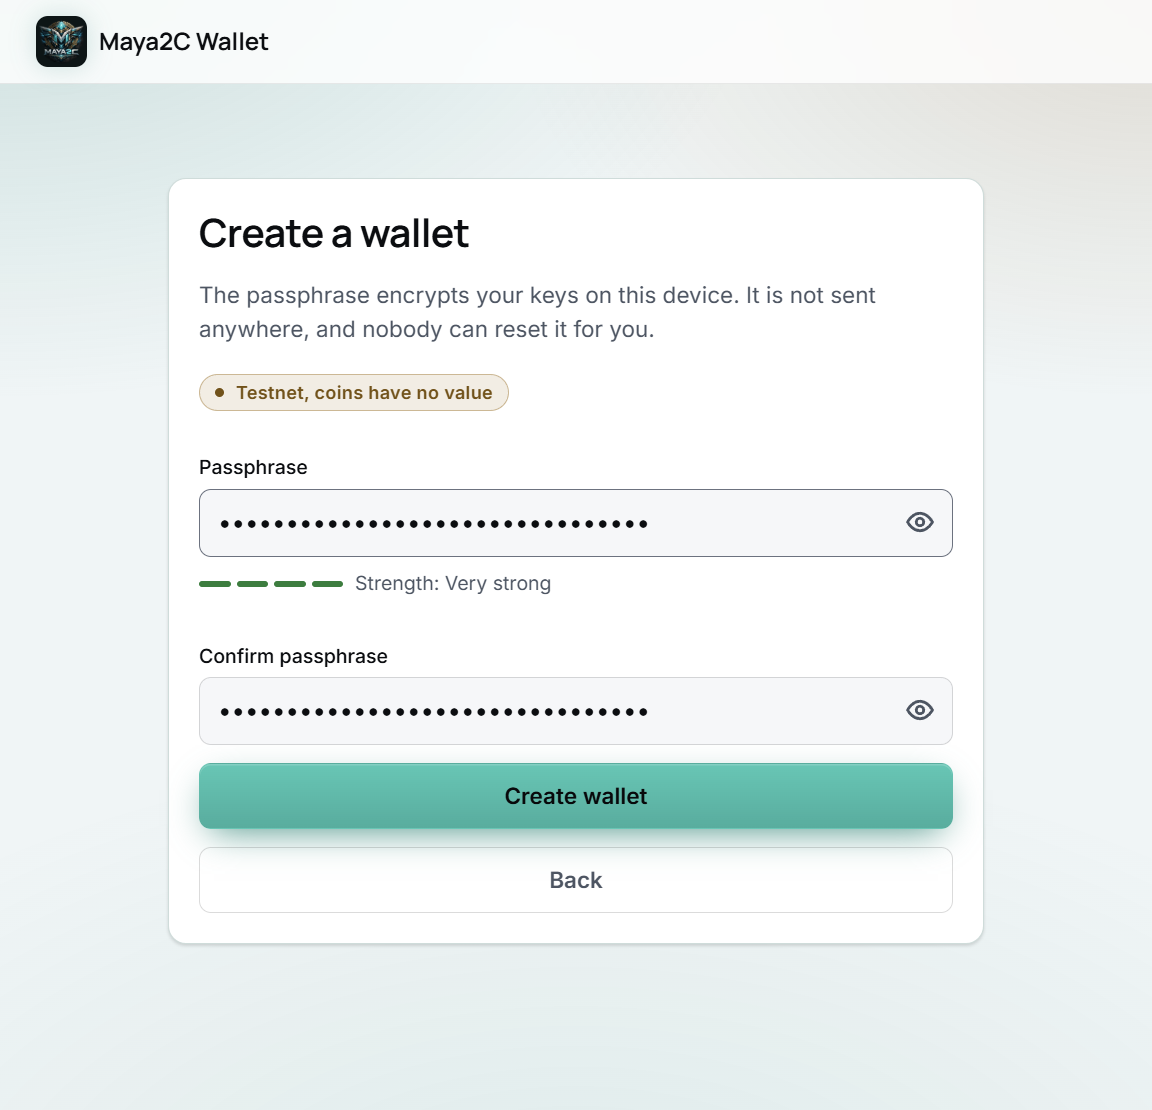 MAYA2C
Maya2C Wallet
Create a wallet
The passphrase encrypts your keys on this device. It is not sent
anywhere, and nobody can reset it for you.
Testnet, coins have no value
Passphrase
Strength: Very strong
Confirm passphrase
Create wallet
Back